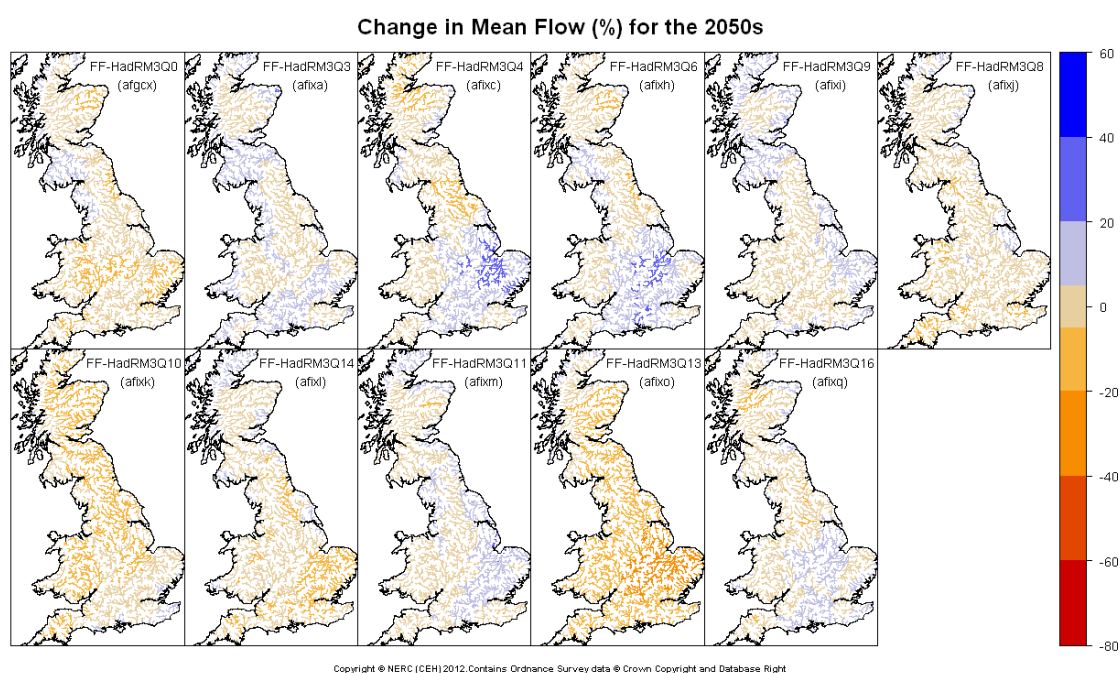 Change in Mean Flow (%) for the 2050s
FF-HadRM3Q0
(afgcx)
FF-HadRM3Q3
(afixa)
FF-HadRM3Q4
(afixc)
FF-HadRM3Q6
(afixh)
FF-HadRM3Q9
(afixi)
FF-HadRM3Q8
(afixj)
FF-HadRM3Q10
(afixk)
FF-HadRM3Q14
(afixl)
FF-HadRM3Q11
(afixm)
FF-HadRM3Q13
(afixo)
FF-HadRM3Q16
(afixq)
60
40
20
0
-20
-40
-60
-80
Copyright © NERC (CEH) 2012.Contains Ordnance Survey data © Crown Copyright and Database Right